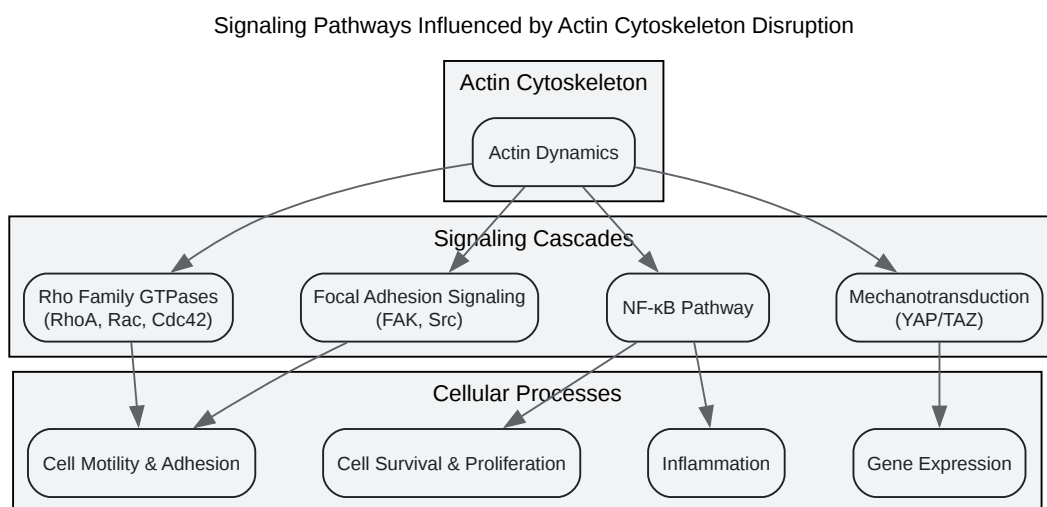 Signaling Pathways Influenced by Actin Cytoskeleton Disruption
Actin Cytoskeleton
Actin Dynamics
Signaling Cascades
Rho Family GTPases
(RhoA, Rac, Cdc42)
Focal Adhesion Signaling
(FAK, Src)
NF-κB Pathway
Mechanotransduction
(YAP/TAZ)
Cellular Processes
Cell Motility & Adhesion
Cell Survival & Proliferation
Inflammation
Gene Expression